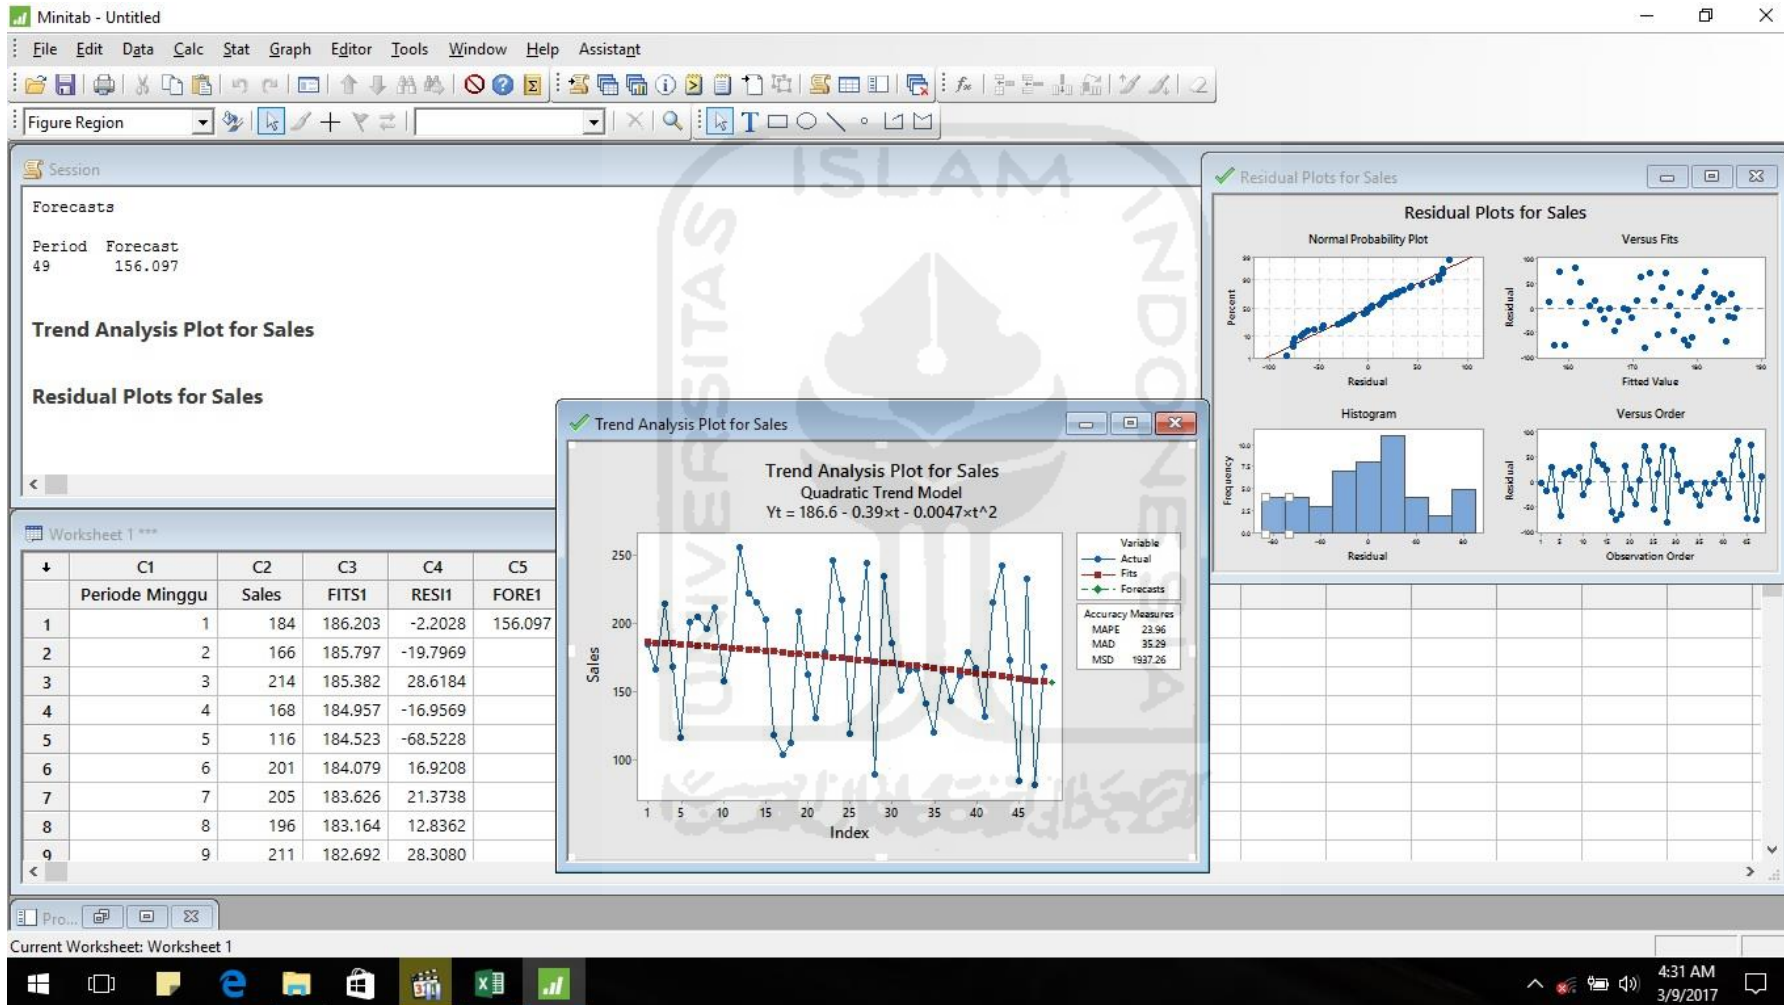 Minitab - Untitled
File Edit Data Calc Stat Graph Editor Tools Window Help Assistant
Figure Region
Session
Forecasts
Period Forecast
49 156.097
Trend Analysis Plot for Sales
Residual Plots for Sales
Residual Plots for Sales
Residual Plots for Sales
Normal Probability Plot
Versus Fits
Percent
Residual
Residual
Fitted Value
Histogram
Versus Order
Frequency
Residual
Residual
Observation Order
Trend Analysis Plot for Sales
Trend Analysis Plot for Sales
Quadratic Trend Model
Yt = 186.6 - 0.39×t - 0.0047×t^2
Variable
Actual
Fits
Forecasts
Accuracy Measures
MAPE 23.96
MAD 35.29
MSD 1937.26
Sales
250
200
150
100
1 5 10 15 20 25 30 35 40 45
Index
Worksheet 1 ***
C1 C2 C3 C4 C5
Periode Minggu Sales FITS1 RESI1 FORE1
1 1 184 186.203 -2.2028 156.097
2 2 166 185.797 -19.7969
3 3 214 185.382 28.6184
4 4 168 184.957 -16.9569
5 5 116 184.523 -68.5228
6 6 201 184.079 16.9208
7 7 205 183.626 21.3738
8 8 196 183.164 12.8362
9 9 211 182.692 28.3080
Pro...
Current Worksheet: Worksheet 1
4:31 AM
3/9/2017
UNIVERSITAS ISLAM INDONESIA